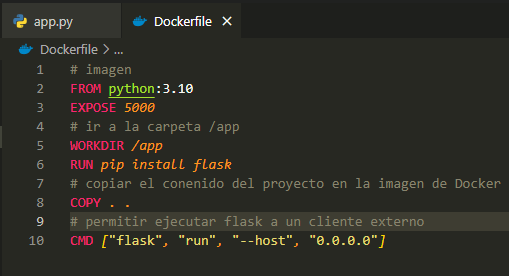 app.py Dockerfile ×
Dockerfile > ...
1 # imagen
2 FROM python:3.10
3 EXPOSE 5000
4 # ir a la carpeta /app
5 WORKDIR /app
6 RUN pip install flask
7 # copiar el conenido del proyecto en la imagen de Docker
8 COPY . .
9 # permitir ejecutar flask a un cliente externo
10 CMD ["flask", "run", "--host", "0.0.0.0"]